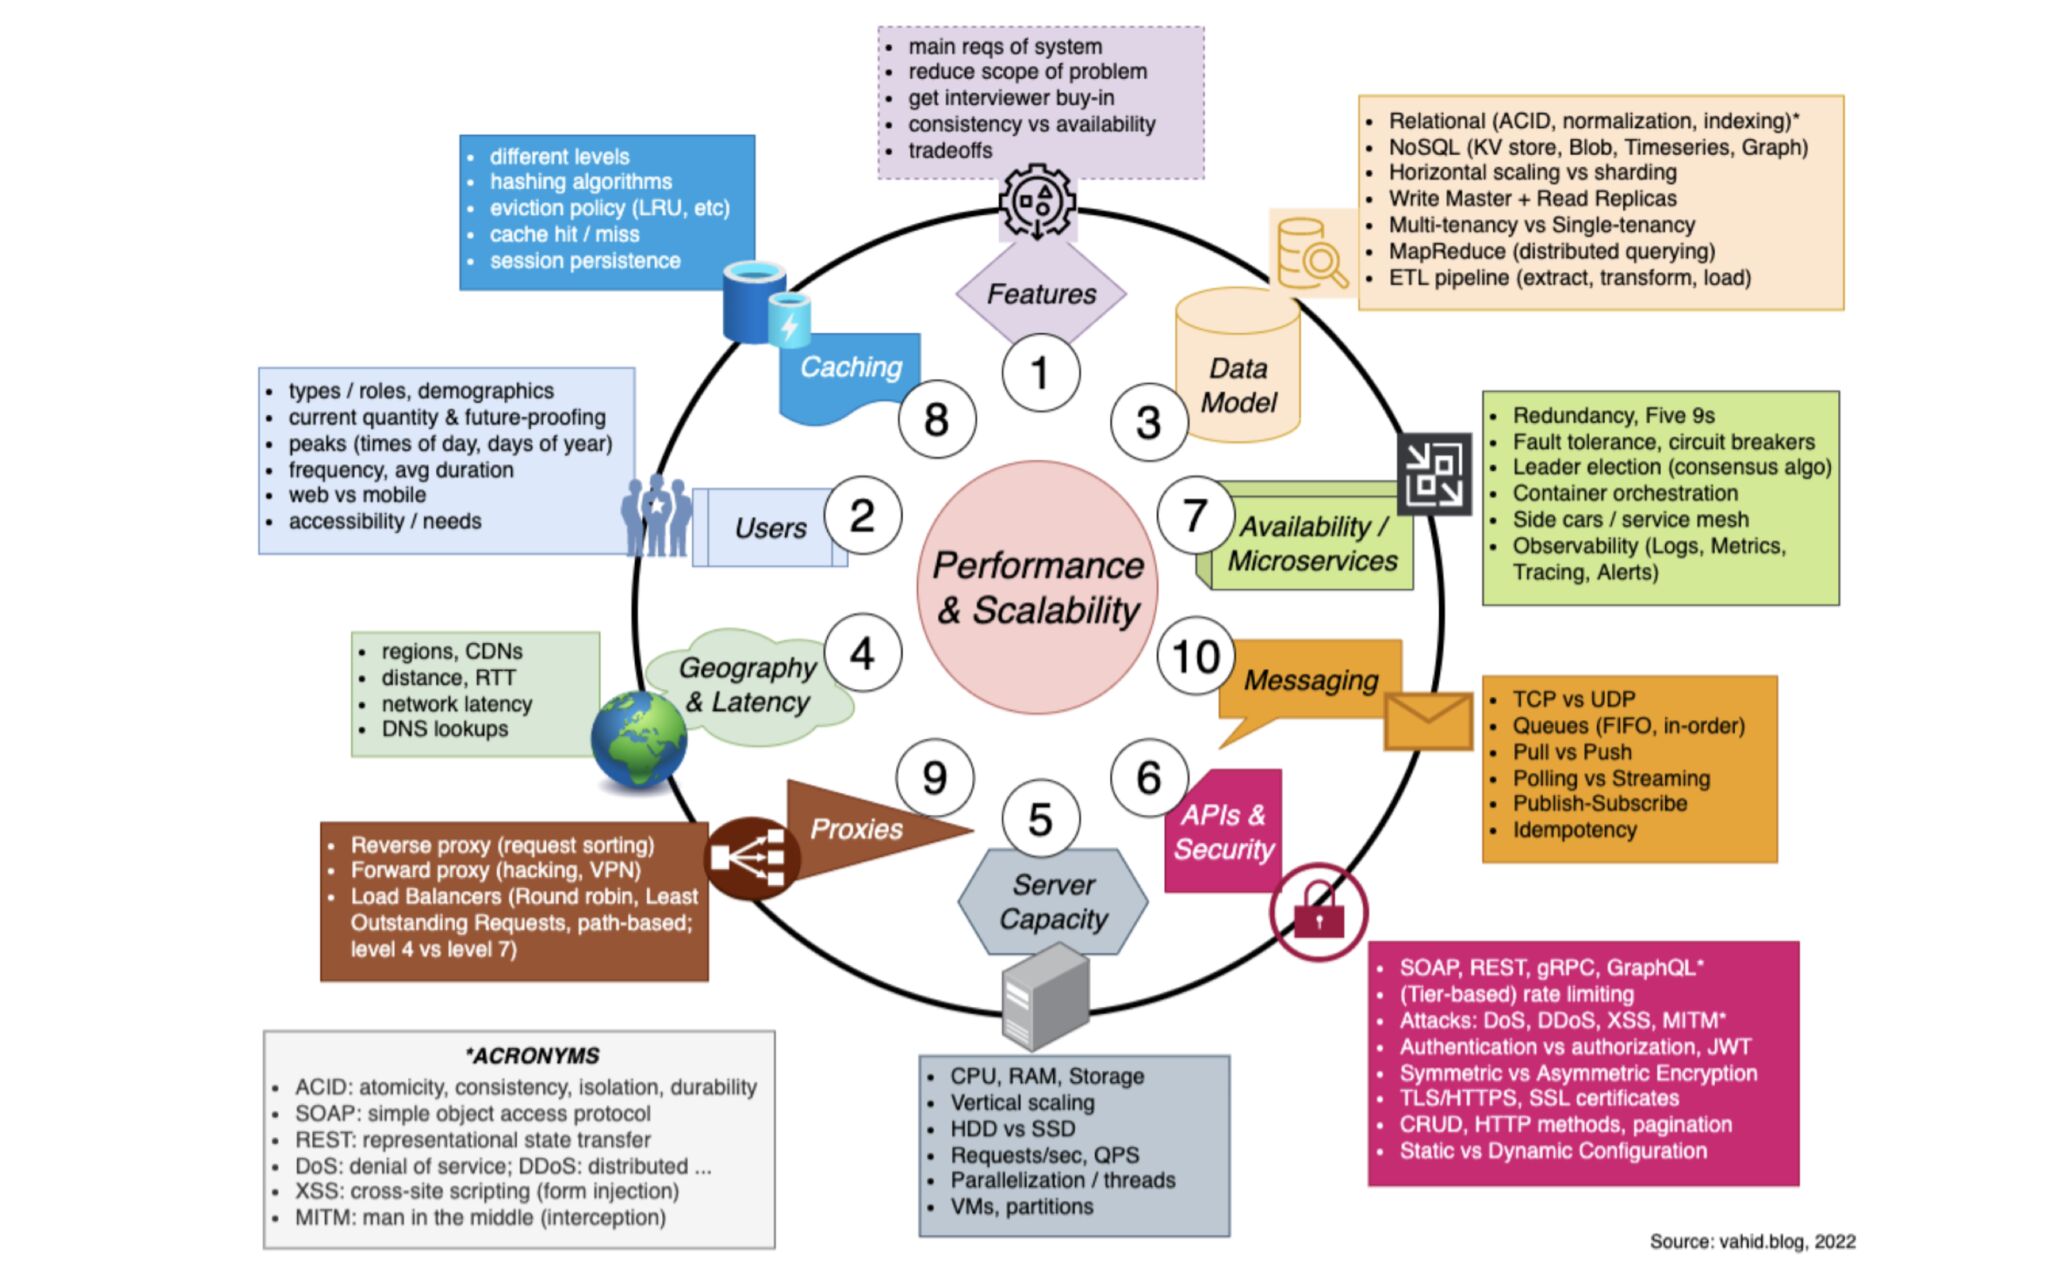 • main reqs of system
• reduce scope of problem
• get interviewer buy-in
• consistency vs availability
• tradeoffs
Features
1
• Relational (ACID, normalization, indexing)*
• NoSQL (KV store, Blob, Timeseries, Graph)
• Horizontal scaling vs sharding
• Write Master + Read Replicas
• Multi-tenancy vs Single-tenancy
• MapReduce (distributed querying)
• ETL pipeline (extract, transform, load)
Data
Model
3
• different levels
• hashing algorithms
• eviction policy (LRU, etc)
• cache hit / miss
• session persistence
Caching
8
• types / roles, demographics
• current quantity & future-proofing
• peaks (times of day, days of year)
• frequency, avg duration
• web vs mobile
• accessibility / needs
Users
2
Performance
& Scalability
7
Availability /
Microservices
• Redundancy, Five 9s
• Fault tolerance, circuit breakers
• Leader election (consensus algo)
• Container orchestration
• Side cars / service mesh
• Observability (Logs, Metrics,
Tracing, Alerts)
• regions, CDNs
• distance, RTT
• network latency
• DNS lookups
Geography
& Latency
4
10
Messaging
• TCP vs UDP
• Queues (FIFO, in-order)
• Pull vs Push
• Polling vs Streaming
• Publish-Subscribe
• Idempotency
• Reverse proxy (request sorting)
• Forward proxy (hacking, VPN)
• Load Balancers (Round robin, Least
Outstanding Requests, path-based;
level 4 vs level 7)
Proxies
9
5
Server
Capacity
6
APIs &
Security
• CPU, RAM, Storage
• Vertical scaling
• HDD vs SSD
• Requests/sec, QPS
• Parallelization / threads
• VMs, partitions
• SOAP, REST, gRPC, GraphQL*
• (Tier-based) rate limiting
• Attacks: DoS, DDoS, XSS, MITM*
• Authentication vs authorization, JWT
• Symmetric vs Asymmetric Encryption
• TLS/HTTPS, SSL certificates
• CRUD, HTTP methods, pagination
• Static vs Dynamic Configuration
*ACRONYMS
• ACID: atomicity, consistency, isolation, durability
• SOAP: simple object access protocol
• REST: representational state transfer
• DoS: denial of service; DDoS: distributed ...
• XSS: cross-site scripting (form injection)
• MITM: man in the middle (interception)
Source: vahid.blog, 2022